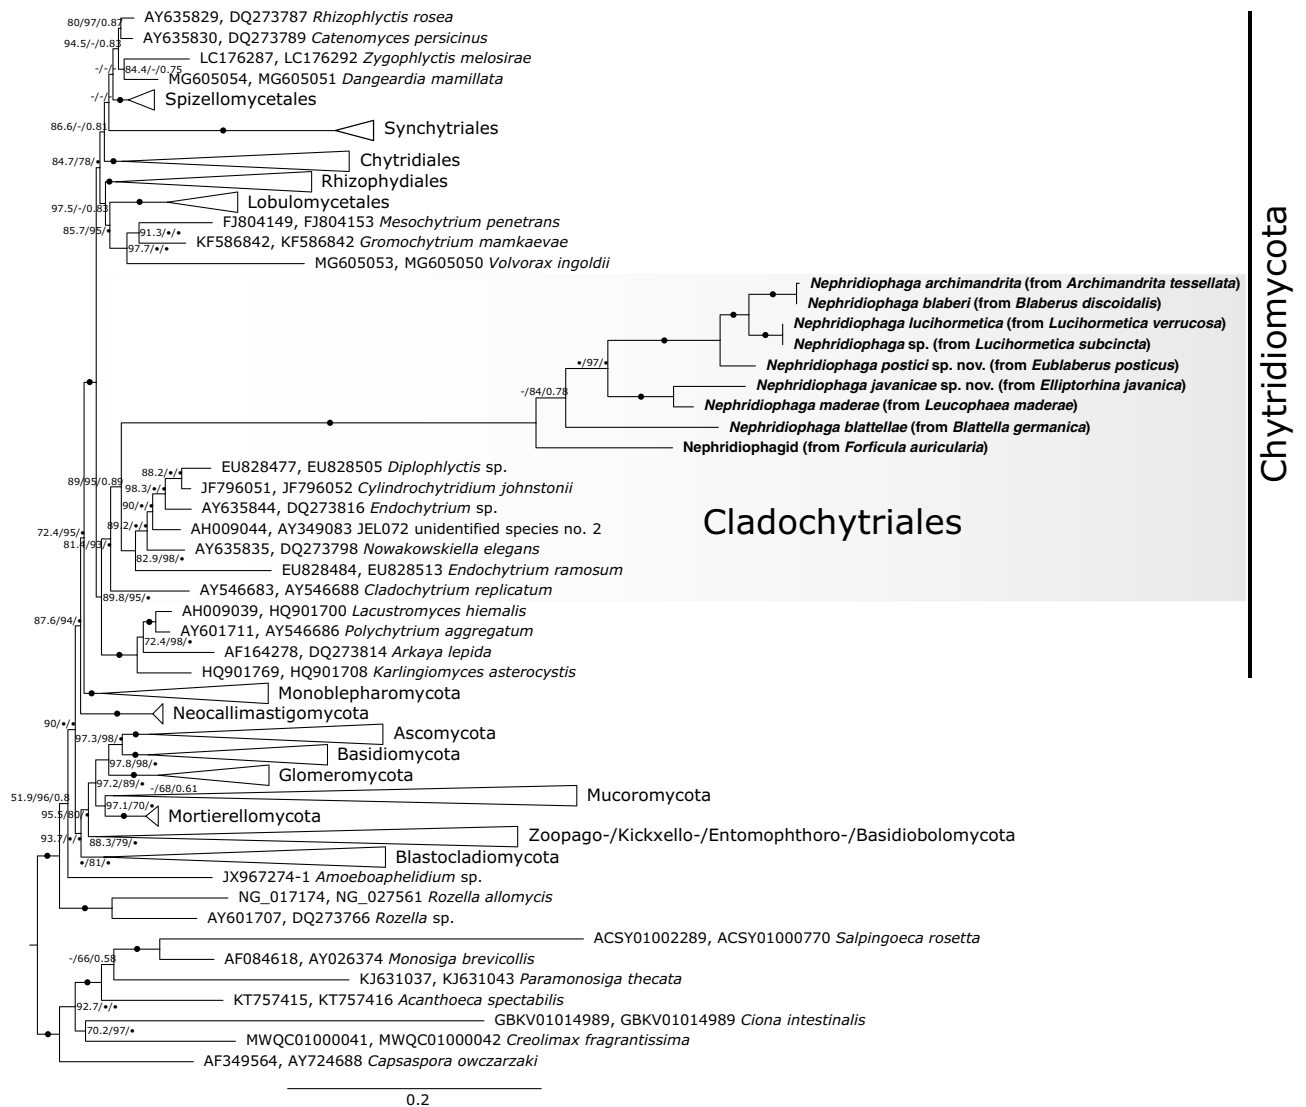 80/97/0.87
AY635829, DQ273787 Rhizophlyctis rosea
AY635830, DQ273789 Catenomyces persicinus
94.5/-/0.83
LC176287, LC176292 Zygophlyctis melosirae
-/-/-
84.4/-/0.75
MG605054, MG605051 Dangeardia mamillata
-/-/-
Spizellomycetales
86.6/-/0.81
Synchytriales
84.7/78/•
Chytridiales
Rhizophydiales
97.5/-/0.83
Lobulomycetales
FJ804149, FJ804153 Mesochytrium penetrans
85.7/95/•
91.3/•/•
KF586842, KF586842 Gromochytrium mamkaevae
97.7/•/•
MG605053, MG605050 Volvorax ingoldii
Chytridiomycota
Nephridiophaga archimandrita (from Archimandrita tessellata)
Nephridiophaga blaberi (from Blaberus discoidalis)
Nephridiophaga lucihormetica (from Lucihormetica verrucosa)
Nephridiophaga sp. (from Lucihormetica subcincta)
•/97/•
Nephridiophaga postici sp. nov. (from Eublaberus posticus)
Nephridiophaga javanicae sp. nov. (from Elliptorhina javanica)
-/84/0.78
Nephridiophaga maderae (from Leucophaea maderae)
Nephridiophaga blattellae (from Blattella germanica)
Nephridiophagid (from Forficula auricularia)
EU828477, EU828505 Diplophlyctis sp.
88.2/•/•
89/95/0.89
98.3/•/•
JF796051, JF796052 Cylindrochytridium johnstonii
90/•/•
AY635844, DQ273816 Endochytrium sp.
Cladochytriales
89.2/•/•
AH009044, AY349083 JEL072 unidentified species no. 2
72.4/95/•
81.4/93/•
AY635835, DQ273798 Nowakowskiella elegans
82.9/98/•
EU828484, EU828513 Endochytrium ramosum
AY546683, AY546688 Cladochytrium replicatum
89.8/95/•
AH009039, HQ901700 Lacustromyces hiemalis
87.6/94/•
AY601711, AY546686 Polychytrium aggregatum
72.4/98/•
AF164278, DQ273814 Arkaya lepida
HQ901769, HQ901708 Karlingiomyces asterocystis
Monoblepharomycota
Neocallimastigomycota
90/•/•
97.3/98/•
Ascomycota
Basidiomycota
97.8/98/•
Glomeromycota
97.2/89/•
-/68/0.61
Mucoromycota
51.9/96/0.8
97.1/70/•
95.5/80/•
Mortierellomycota
93.7/•/•
88.3/79/•
Zoopago-/Kickxello-/Entomophthoro-/Basidiobolomycota
•/81/•
Blastocladiomycota
JX967274-1 Amoeboaphelidium sp.
NG_017174, NG_027561 Rozella allomycis
AY601707, DQ273766 Rozella sp.
ACSY01002289, ACSY01000770 Salpingoeca rosetta
-/66/0.58
AF084618, AY026374 Monosiga brevicollis
KJ631037, KJ631043 Paramonosiga thecata
KT757415, KT757416 Acanthoeca spectabilis
92.7/•/•
GBKV01014989, GBKV01014989 Ciona intestinalis
70.2/97/•
MWQC01000041, MWQC01000042 Creolimax fragrantissima
AF349564, AY724688 Capsaspora owczarzaki
0.2